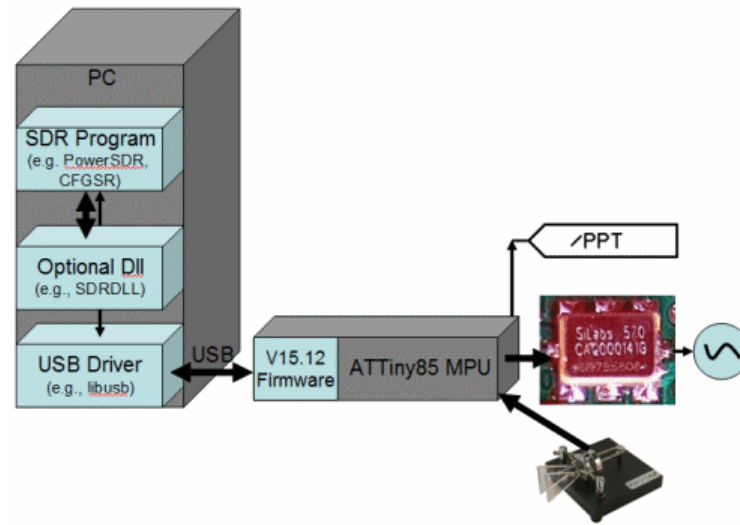 PC
SDR Program
(e.g. PowerSDR,
CFGSR)
Optional Dll
(e.g., SDRDLL)
USB Driver
(e.g., libusb)
USB
V15.12
Firmware
ATTiny85 MPU
/PPT
SiLabs 570